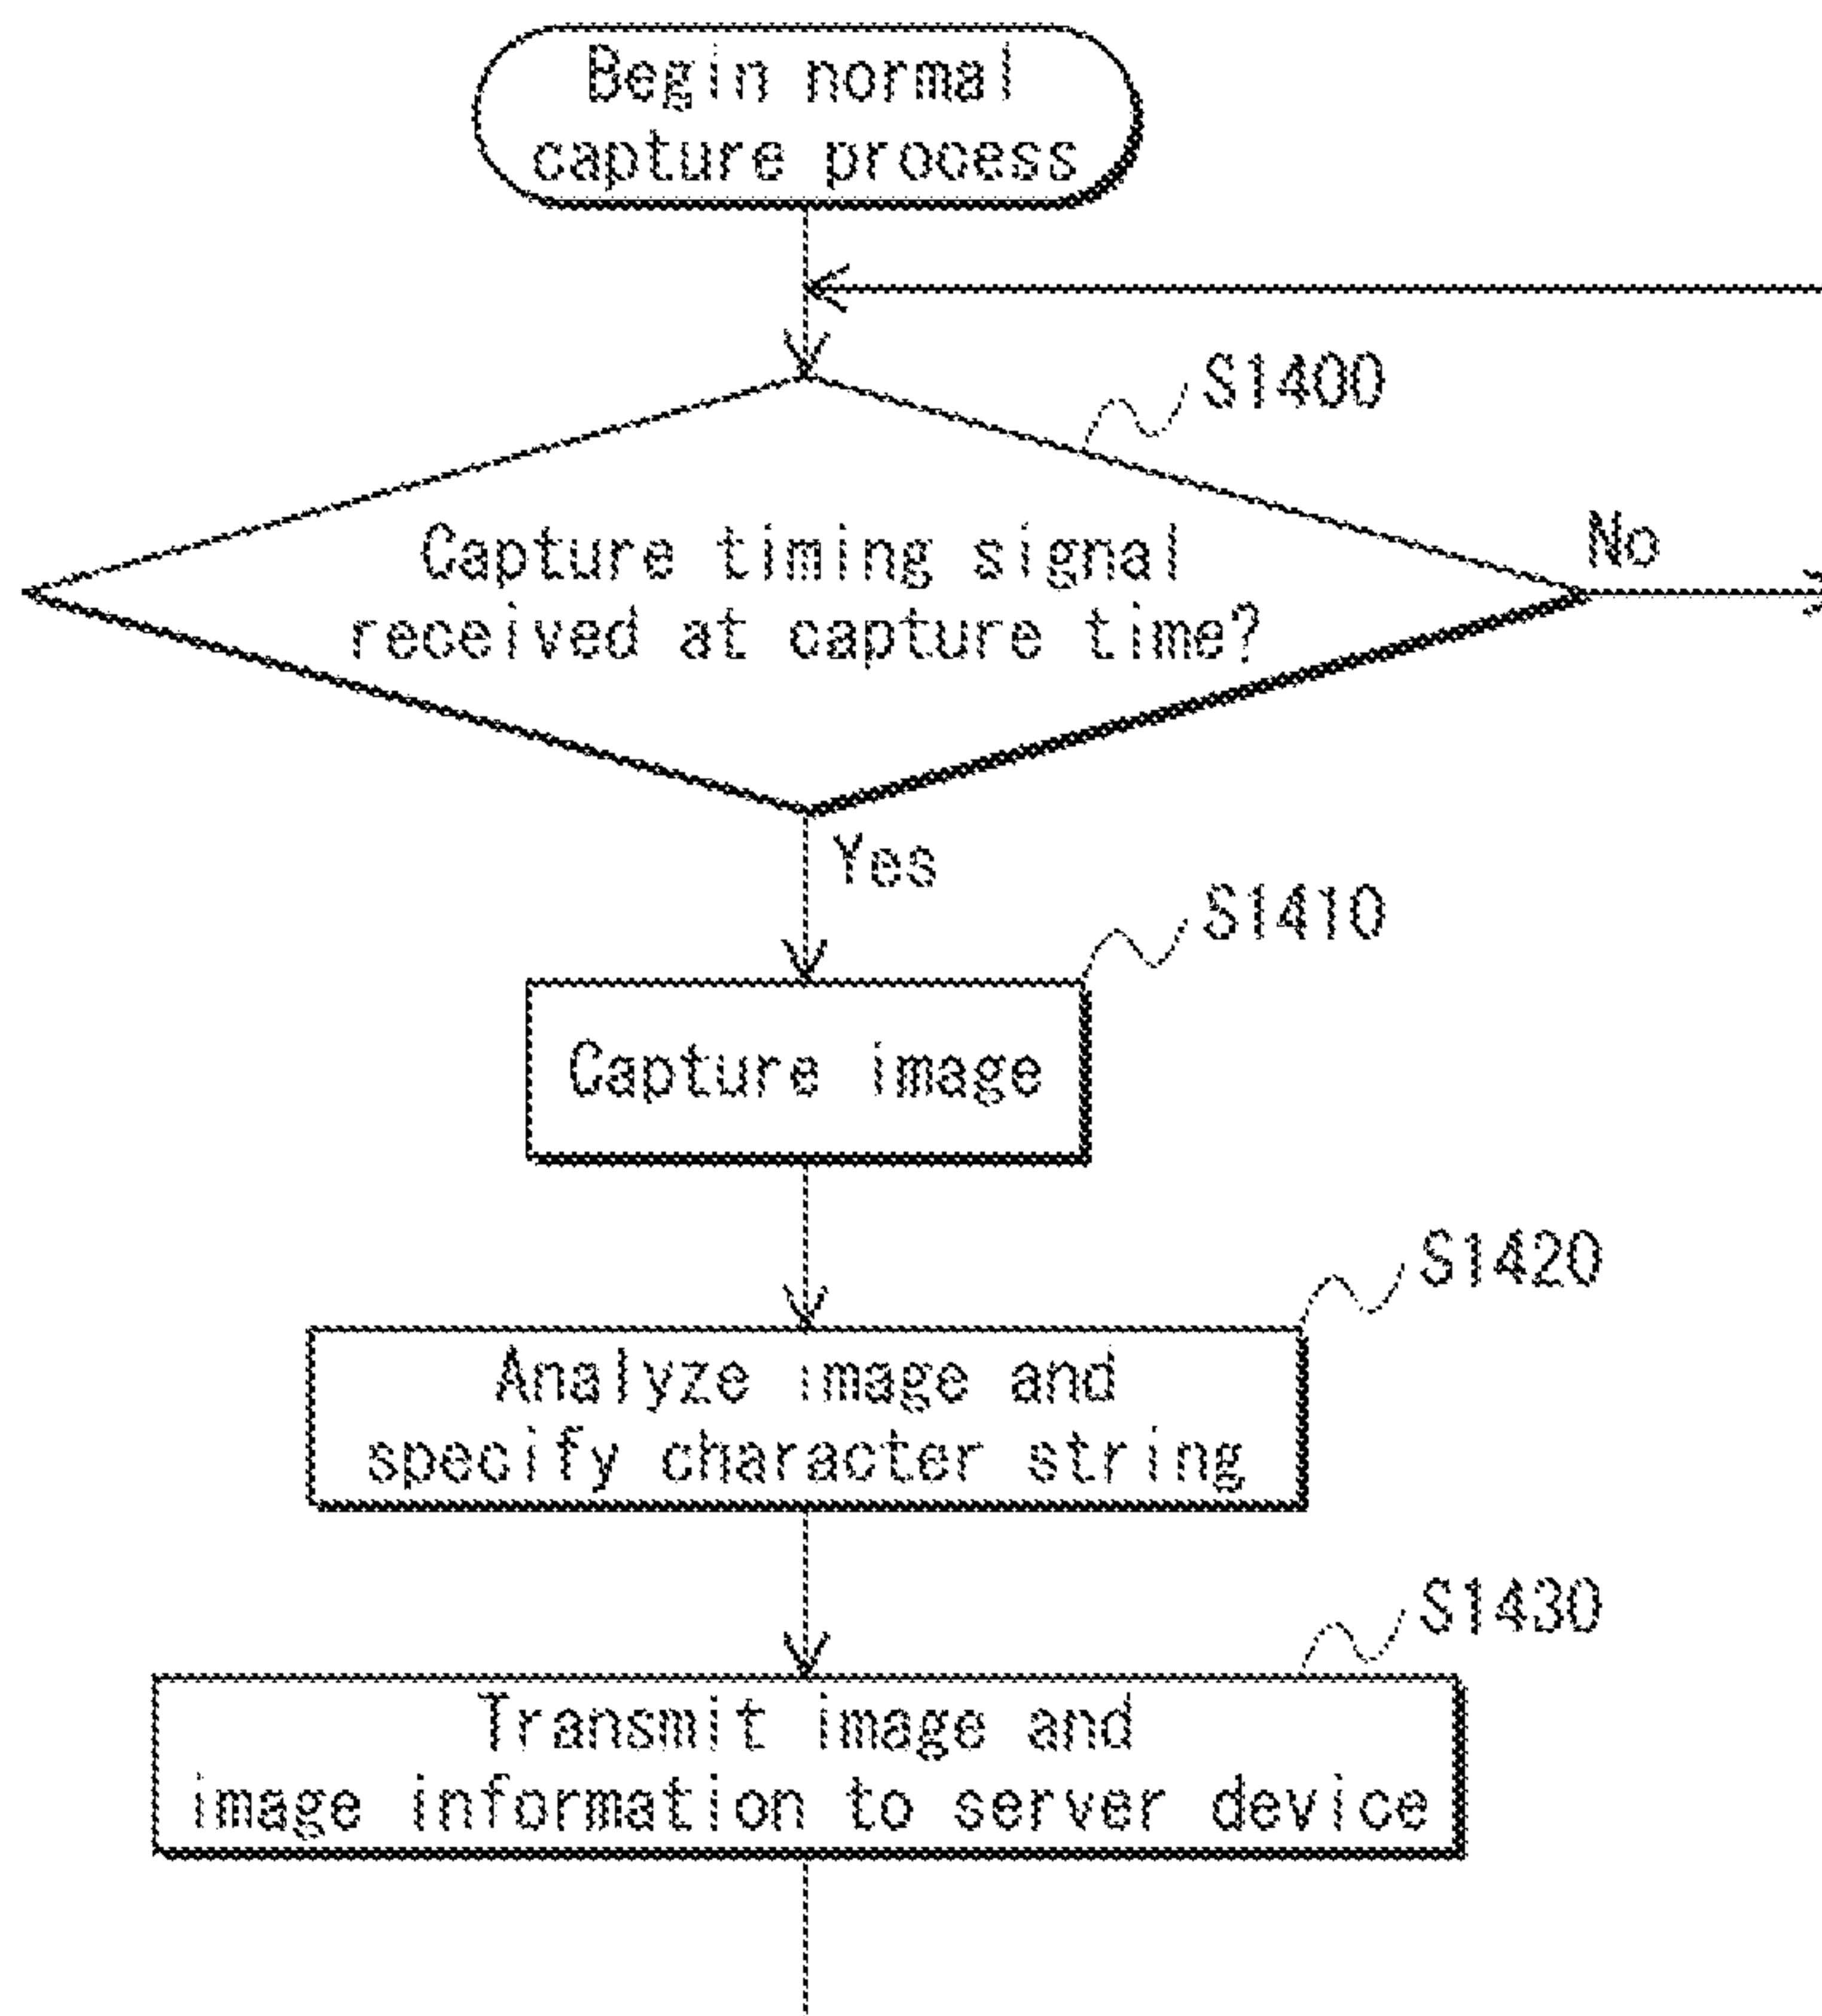 Begin normal
capture process
S1400
Capture timing signal
received at capture time?
No
Yes
S1410
Capture image
S1420
Analyze image and
specify character string
S1430
Transmit image and
image information to server device